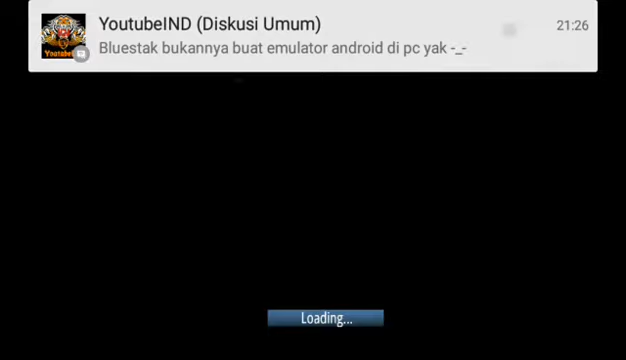 YoutubeIND (Diskusi Umum)
21:26
Bluestak bukannya buat emulator android di pc yak -_-
Loading...